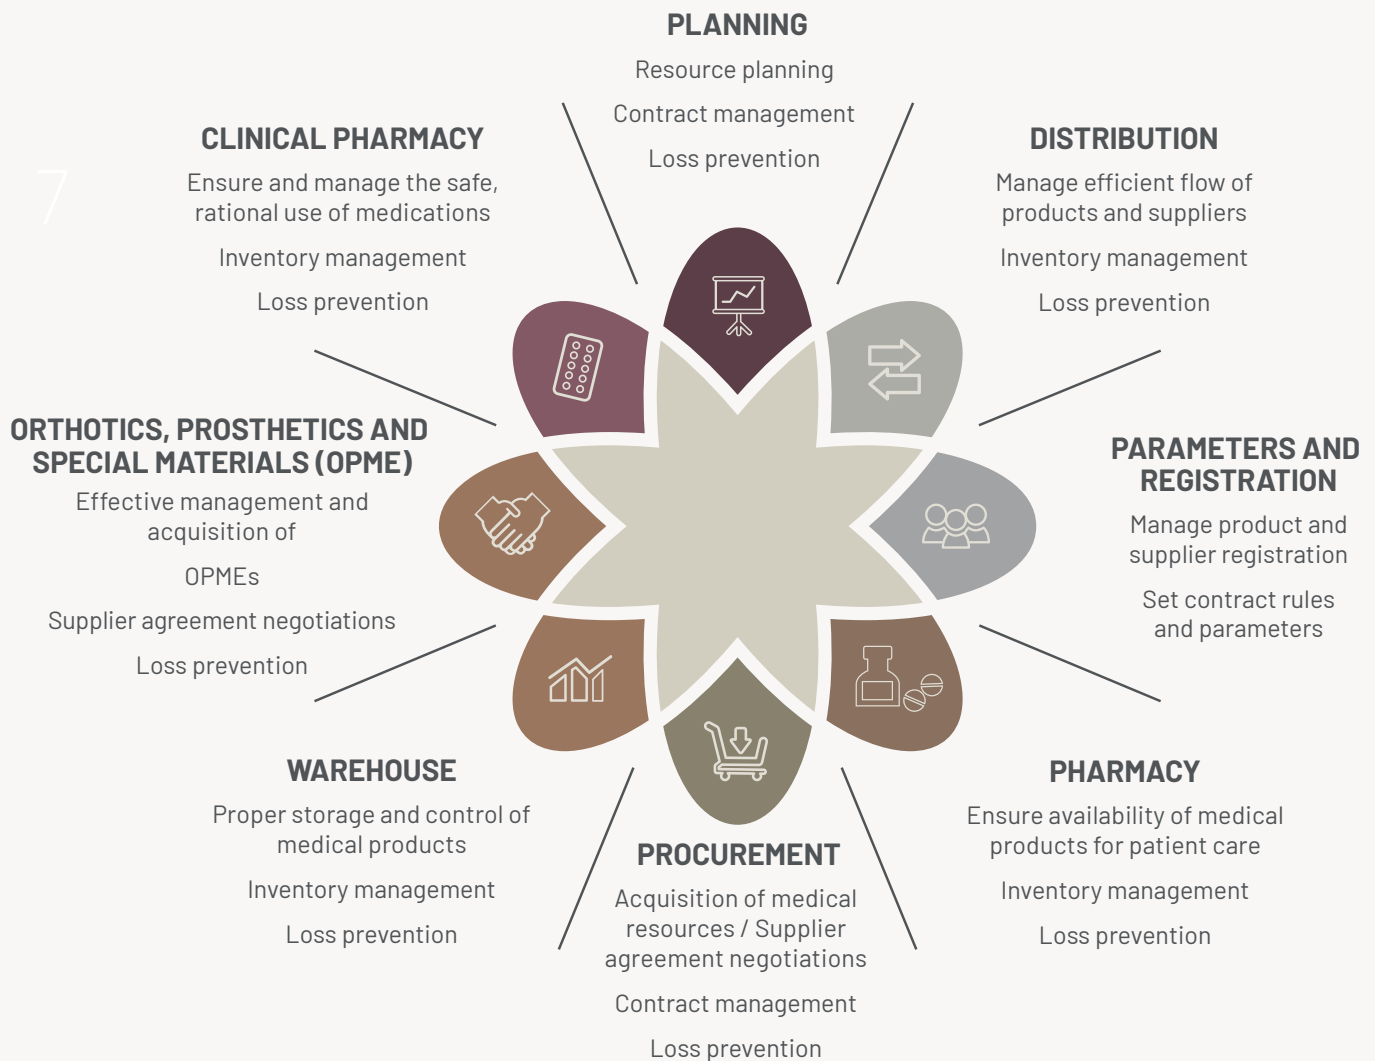 PLANNING
Resource planning
Contract management
Loss prevention
CLINICAL PHARMACY
Ensure and manage the safe,
rational use of medications
Inventory management
Loss prevention
DISTRIBUTION
Manage efficient flow of
products and suppliers
Inventory management
Loss prevention
7
ORTHOTICS, PROSTHETICS AND
SPECIAL MATERIALS (OPME)
Effective management and
acquisition of
OPMEs
Supplier agreement negotiations
Loss prevention
PARAMETERS AND
REGISTRATION
Manage product and
supplier registration
Set contract rules
and parameters
WAREHOUSE
Proper storage and control of
medical products
Inventory management
Loss prevention
PROCUREMENT
Acquisition of medical
resources / Supplier
agreement negotiations
Contract management
Loss prevention
PHARMACY
Ensure availability of medical
products for patient care
Inventory management
Loss prevention